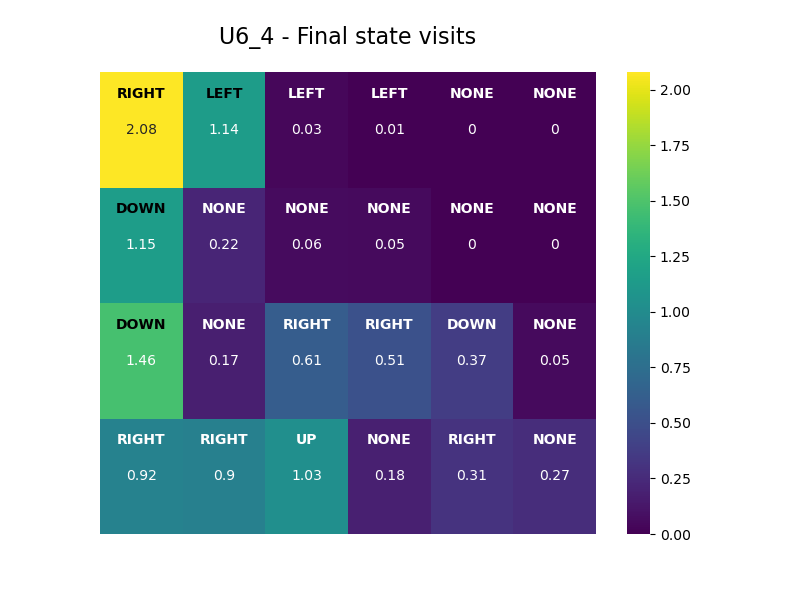 U6_4 - Final state visits
RIGHT LEFT LEFT LEFT NONE NONE
2.08 1.14 0.03 0.01 0 0
DOWN NONE NONE NONE NONE NONE
1.15 0.22 0.06 0.05 0 0
DOWN NONE RIGHT RIGHT DOWN NONE
1.46 0.17 0.61 0.51 0.37 0.05
RIGHT RIGHT UP NONE RIGHT NONE
0.92 0.9 1.03 0.18 0.31 0.27
2.00
1.75
1.50
1.25
1.00
0.75
0.50
0.25
0.00